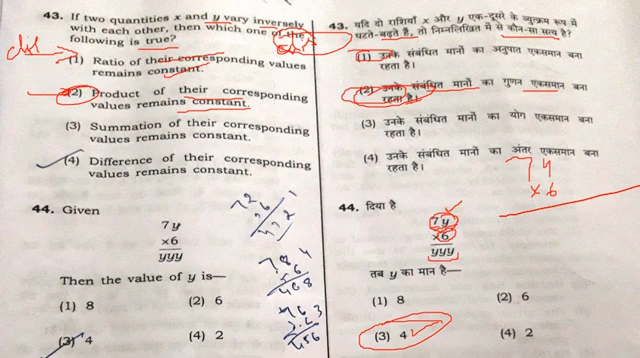 43. If two quantities x and y vary inversely
with each other, then which one of the
following is true?
(1) Ratio of their corresponding values
remains constant.
(2) Product of their corresponding
values remains constant.
(3) Summation of their corresponding
values remains constant.
(4) Difference of their corresponding
values remains constant.
44. Given
7y
×6
yyy
Then the value of y is—
(1) 8
(2) 6
(3) 4
(4) 2
43. यदि दो राशियाँ x और y एक-दूसरे के व्युत्क्रम रूप में
घटते-बढ़ते हैं, तो निम्नलिखित में से कौन-सा सत्य है?
(1) उनके संबंधित मानों का अनुपात एकसमान बना
रहता है।
(2) उनके संबंधित मानों का गुणन एकसमान बना
रहता है।
(3) उनके संबंधित मानों का योग एकसमान बना
रहता है।
(4) उनके संबंधित मानों का अंतर एकसमान बना
रहता है।
74
×6
44. दिया है
7y
×6
yyy
तब y का मान है—
(1) 8
(2) 6
(3) 4
(4) 2